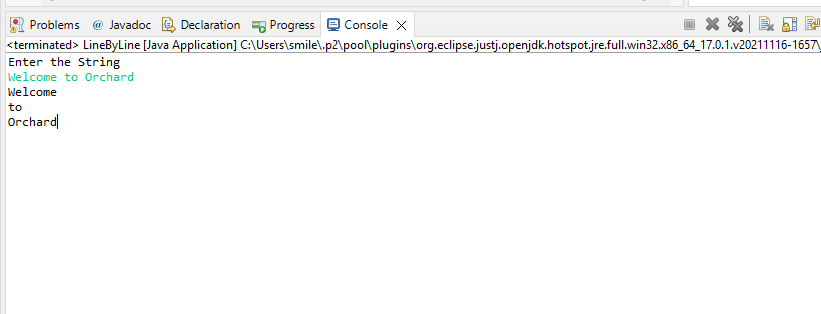 Problems @ Javadoc Declaration Progress Console
<terminated> LineByLine [Java Application] C:\Users\smile\.p2\pool\plugins\org.eclipse.justj.openjdk.hotspot.jre.full.win32.x86_64_17.0.1.v20211116-1657\
Enter the String
Welcome to Orchard
Welcome
to
Orchard